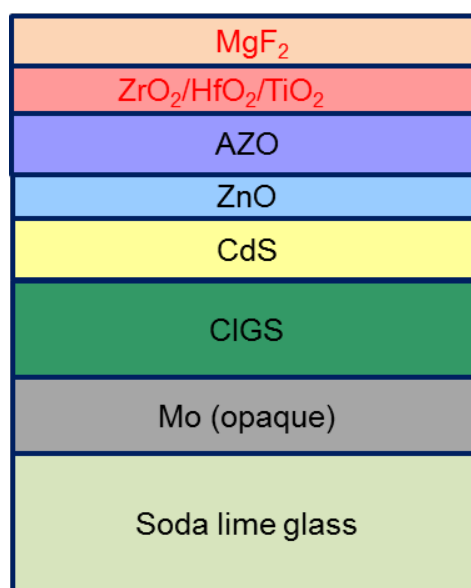 MgF₂
ZrO₂/HfO₂/TiO₂
AZO
ZnO
CdS
CIGS
Mo (opaque)
Soda lime glass